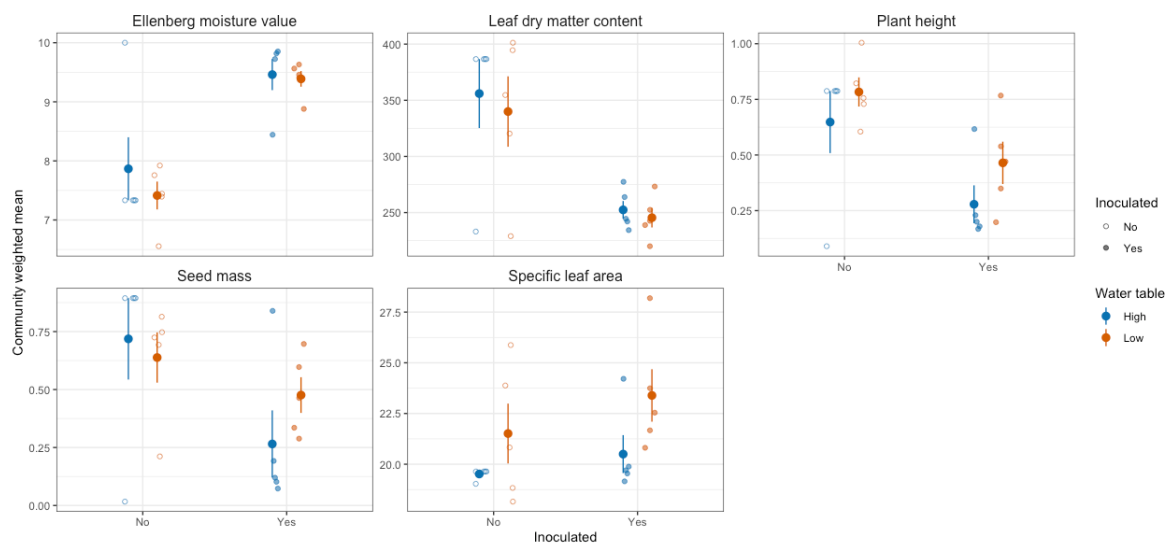 Ellenberg moisture value
Leaf dry matter content
Plant height
10
9
8
7
400
350
300
250
1.00
0.75
0.50
0.25
No
Yes
Seed mass
Specific leaf area
0.75
0.50
0.25
0.00
27.5
25.0
22.5
20.0
No
Yes
No
Yes
Community weighted mean
Inoculated
Inoculated
No
Yes
Water table
High
Low